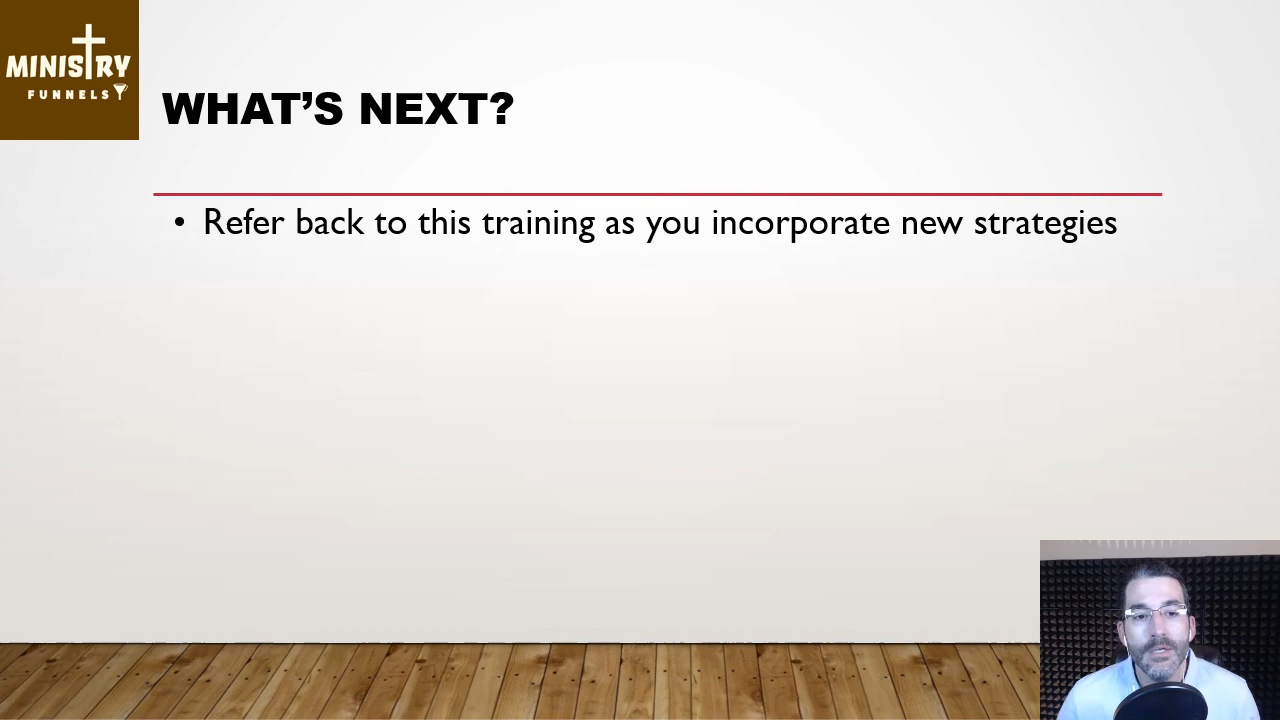 MINISTRY
FUNNELS
WHAT’S NEXT?
• Refer back to this training as you incorporate new strategies